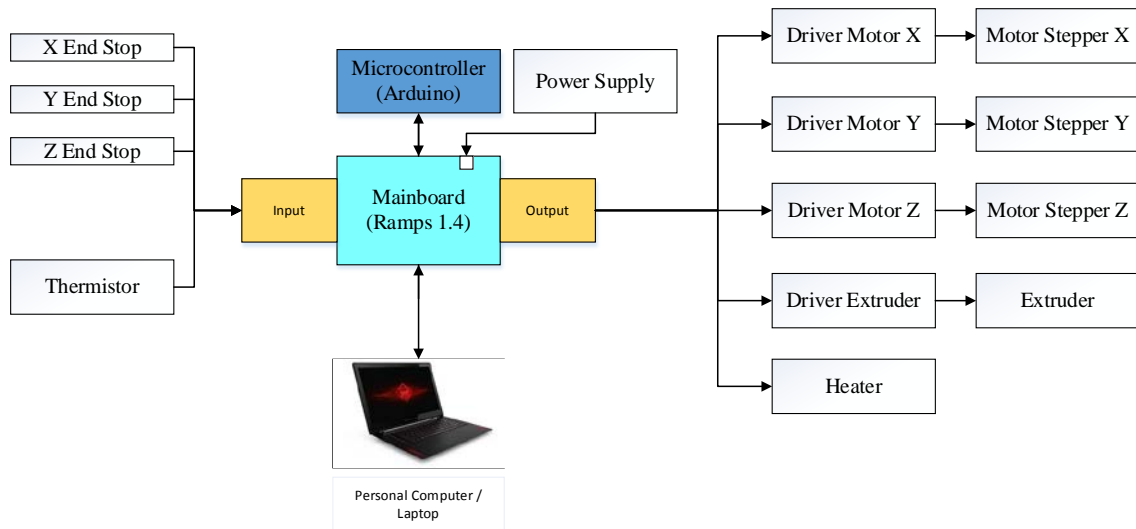 X End Stop
Y End Stop
Z End Stop
Thermistor
Input
Microcontroller
(Arduino)
Power Supply
Mainboard
(Ramps 1.4)
Output
Personal Computer /
Laptop
Driver Motor X
Motor Stepper X
Driver Motor Y
Motor Stepper Y
Driver Motor Z
Motor Stepper Z
Driver Extruder
Extruder
Heater